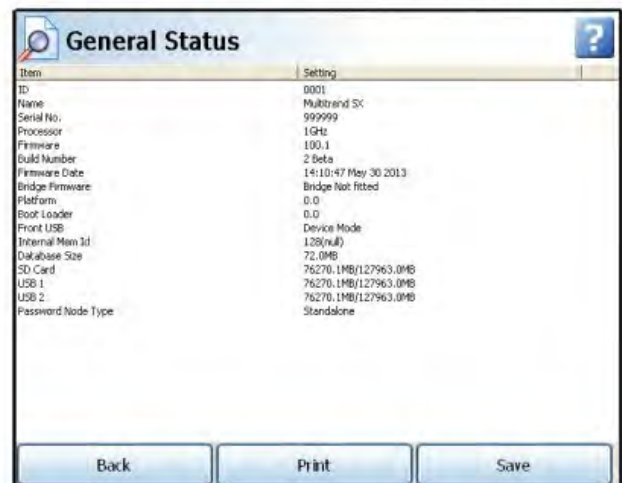 General Status
?
Item Setting
ID 0001
Name Multitrend SX
Serial No. 999999
Processor 1GHz
Firmware 100.1
Build Number 2 Beta
Firmware Date 14:10:47 May 30 2013
Bridge Firmware Bridge Not fitted
Platform 0.0
Boot Loader 0.0
Front USB Device Mode
Internal Mem Id 128(null)
Database Size 72.0MB
SD Card 76270.1MB/127963.0MB
USB 1 76270.1MB/127963.0MB
USB 2 76270.1MB/127963.0MB
Password Node Type Standalone
Back Print Save